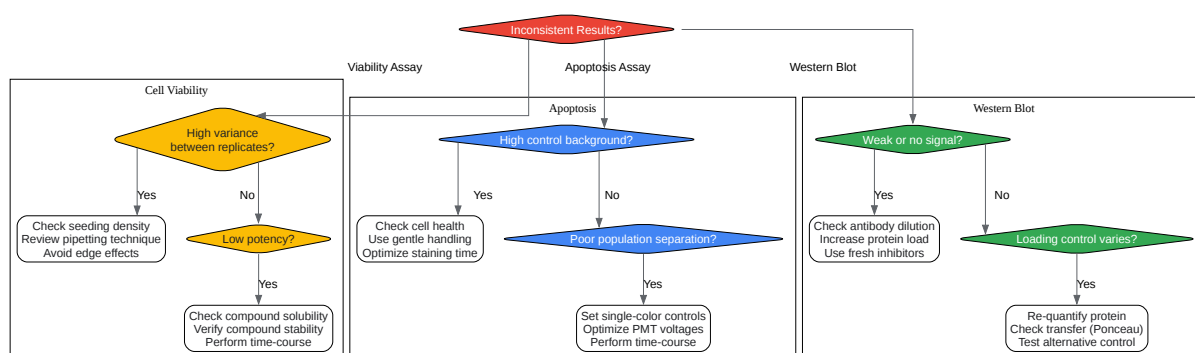 Inconsistent Results?
Viability Assay
Apoptosis Assay
Western Blot
Cell Viability
High variance
between replicates?
Yes
No
Check seeding density
Review pipetting technique
Avoid edge effects
Low potency?
Yes
Check compound solubility
Verify compound stability
Perform time-course
Apoptosis
High control background?
Yes
No
Check cell health
Use gentle handling
Optimize staining time
Poor population separation?
Yes
Set single-color controls
Optimize PMT voltages
Perform time-course
Western Blot
Weak or no signal?
Yes
No
Check antibody dilution
Increase protein load
Use fresh inhibitors
Loading control varies?
Yes
Re-quantify protein
Check transfer (Ponceau)
Test alternative control